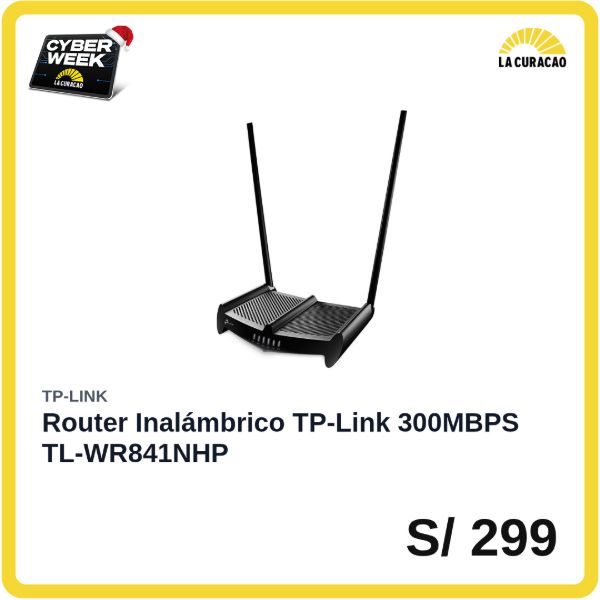 CYBER
WEEK
LA CURACAO
LA CURACAO
TP-LINK
Router Inalámbrico TP-Link 300MBPS
TL-WR841NHP
S/ 299